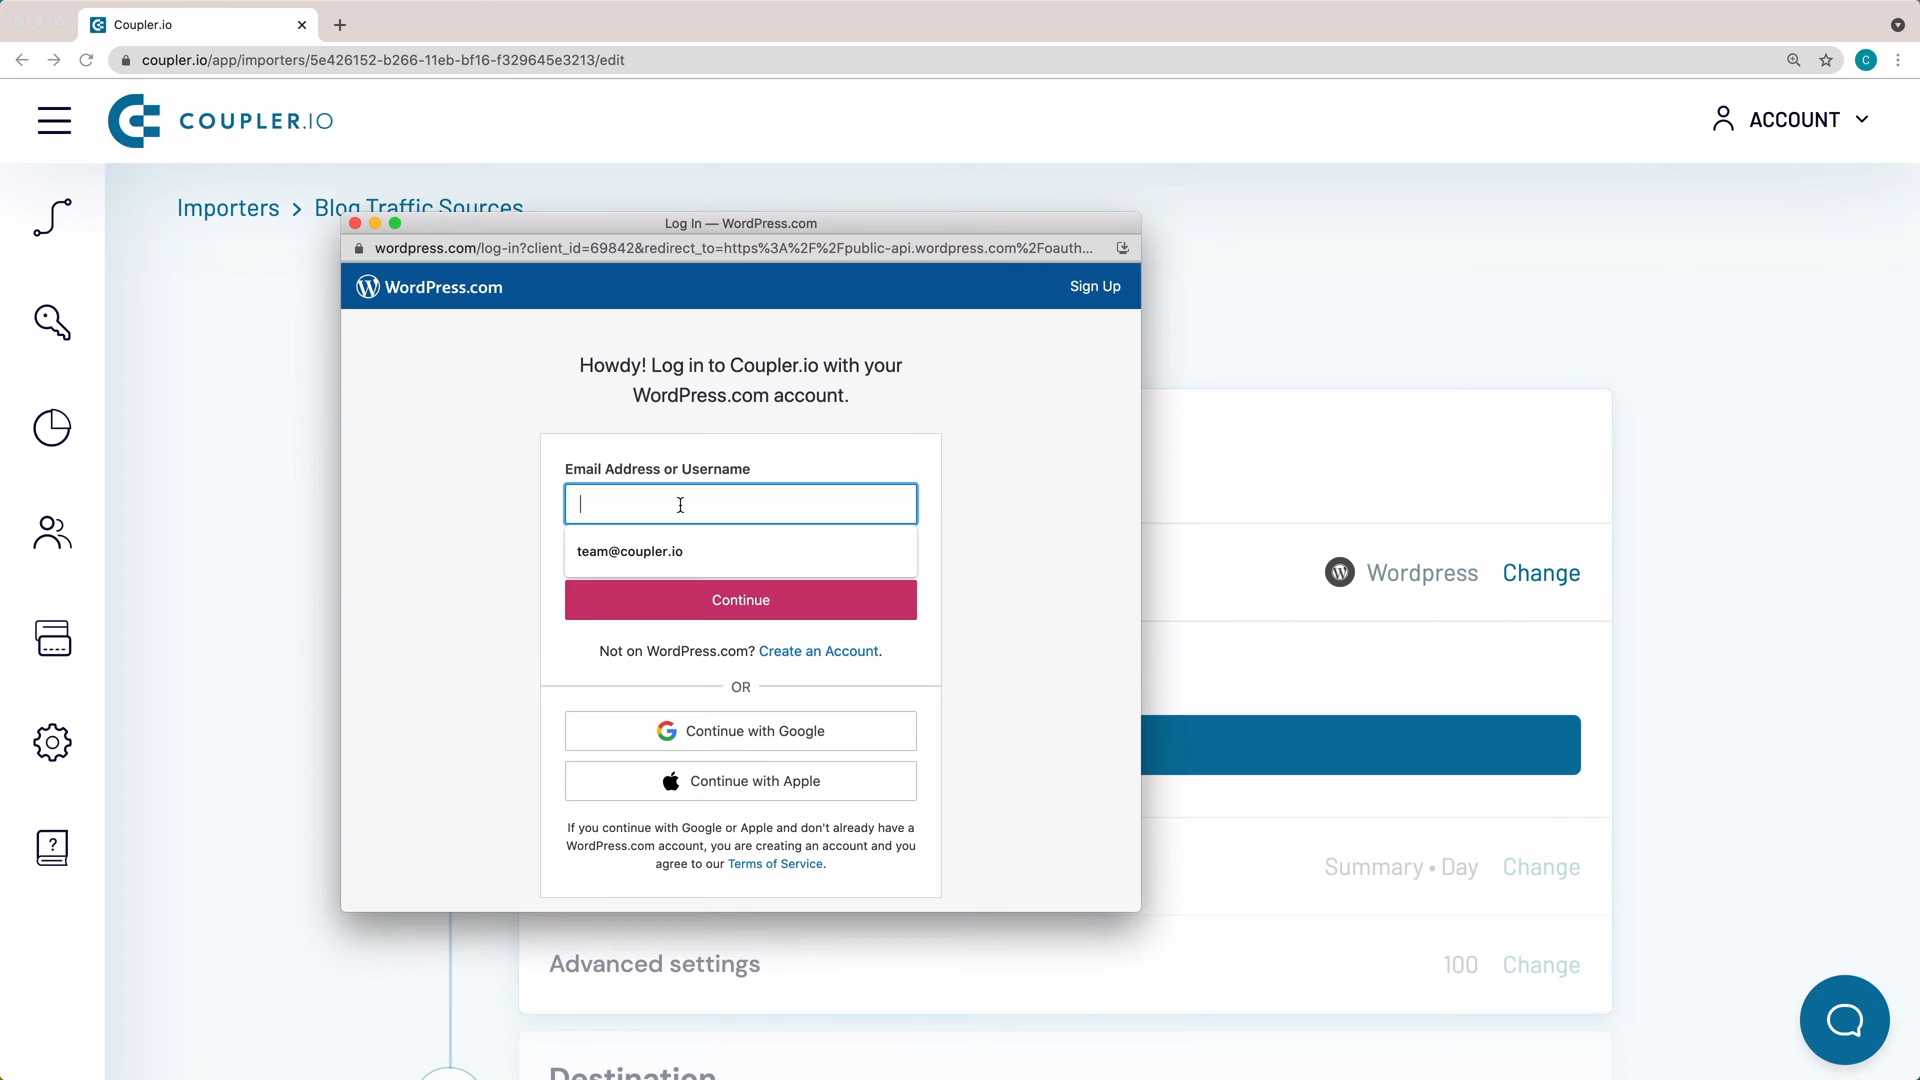 Coupler.io
coupler.io/app/importers/5e426152-b266-11eb-bf16-f329645e3213/edit
C
COUPLER.IO
ACCOUNT
Importers > Blog Traffic Sources
Log In — WordPress.com
wordpress.com/log-in?client_id=69842&redirect_to=https%3A%2F%2Fpublic-api.wordpress.com%2Foauth...
WordPress.com
Sign Up
Howdy! Log in to Coupler.io with your
WordPress.com account.
Email Address or Username
team@coupler.io
Continue
Not on WordPress.com? Create an Account.
OR
Continue with Google
Continue with Apple
If you continue with Google or Apple and don't already have a
WordPress.com account, you are creating an account and you
agree to our Terms of Service.
Wordpress Change
Summary • Day Change
Advanced settings 100 Change
Destination